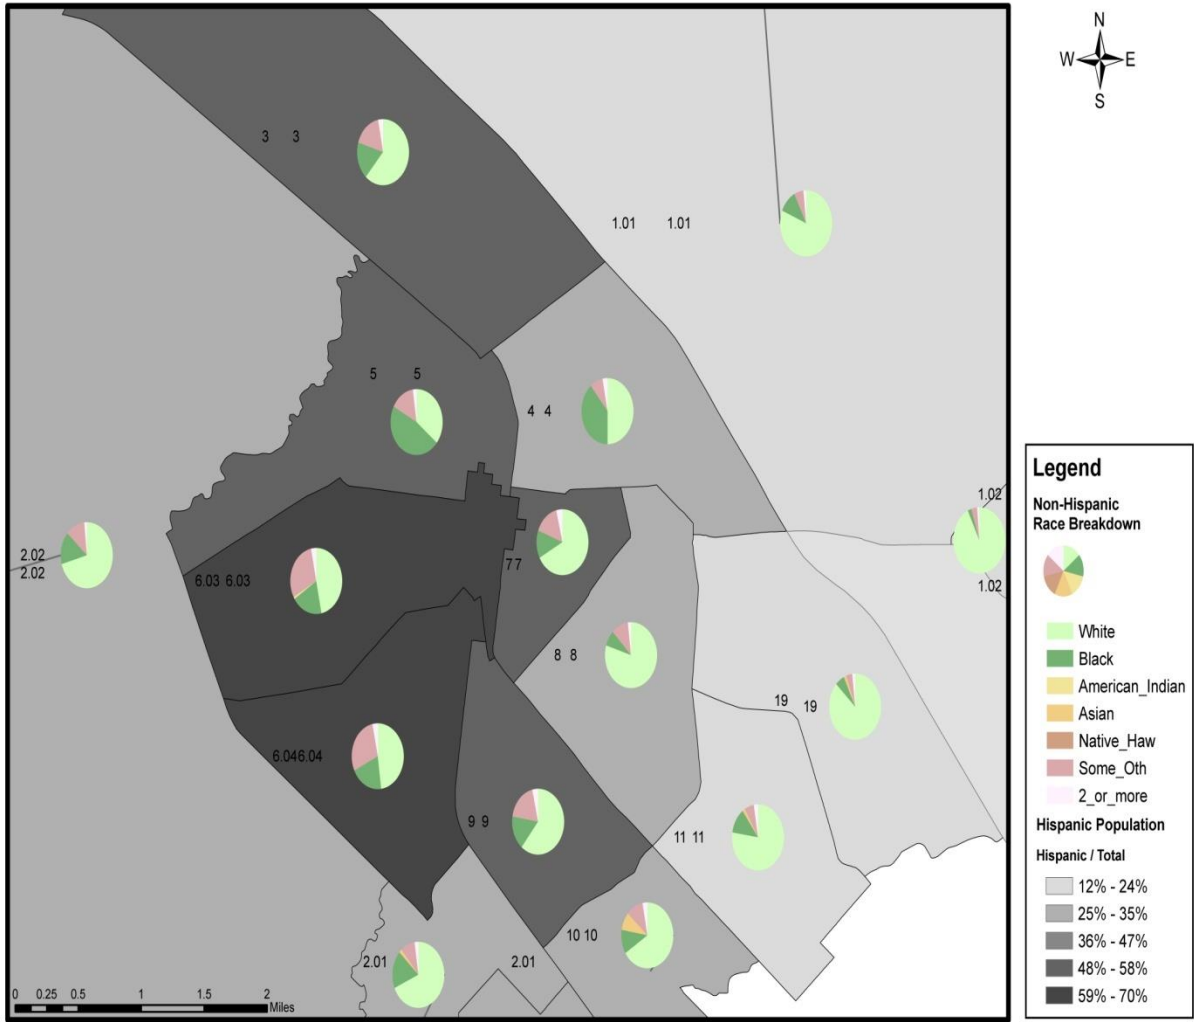 N
W E
S
3 3
1.01 1.01
5 5
4 4
1.02
2.02
2.02
6.03 6.03
7 7
1.02
8 8
19 19
6.046.04
9 9
11 11
10 10
2.01 2.01
0 0.25 0.5 1 1.5 2
Miles
Legend
Non-Hispanic
Race Breakdown
White
Black
American_Indian
Asian
Native_Haw
Some_Oth
2_or_more
Hispanic Population
Hispanic / Total
12% - 24%
25% - 35%
36% - 47%
48% - 58%
59% - 70%